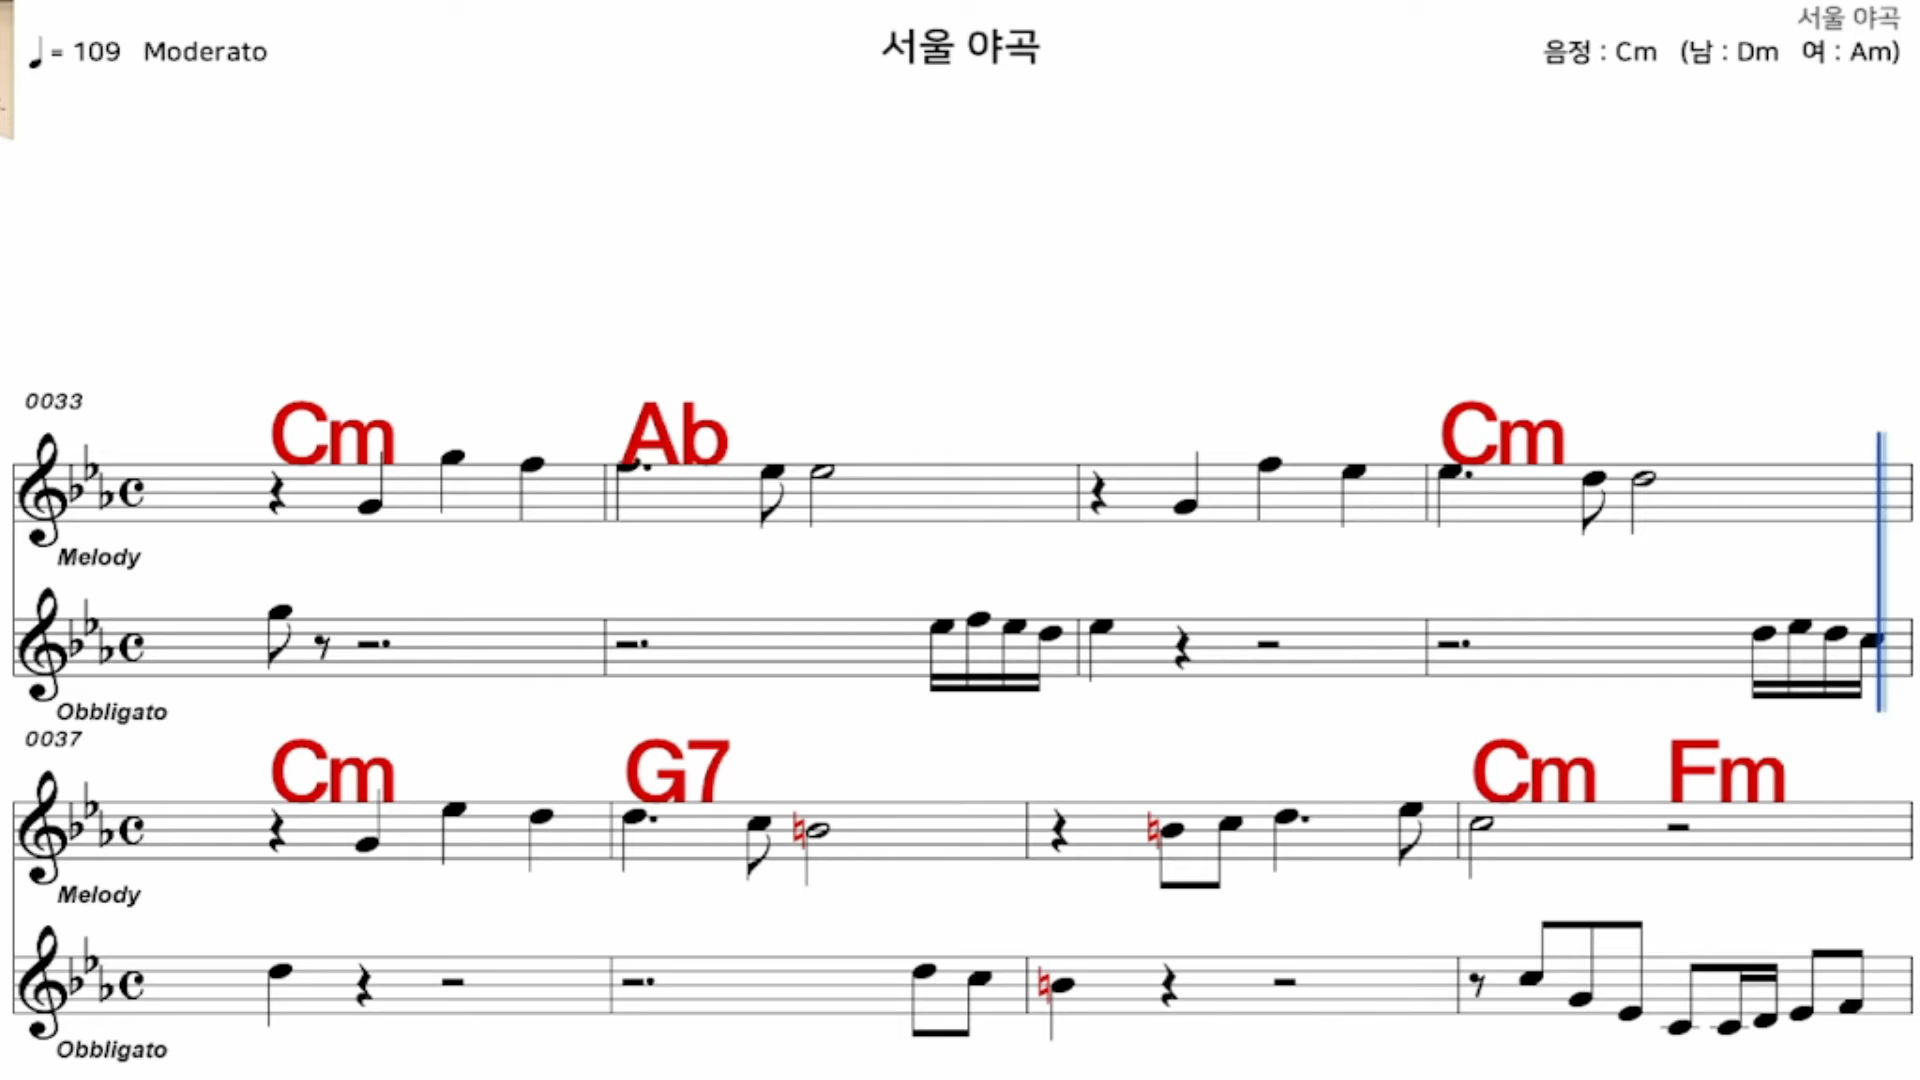 서울 야곡
♩= 109 Moderato
서울 야곡
음정 : Cm (남 : Dm 여 : Am)
0033
Cm Ab Cm
Melody
Obbligato
0037
Cm G7 Cm Fm
Melody
Obbligato